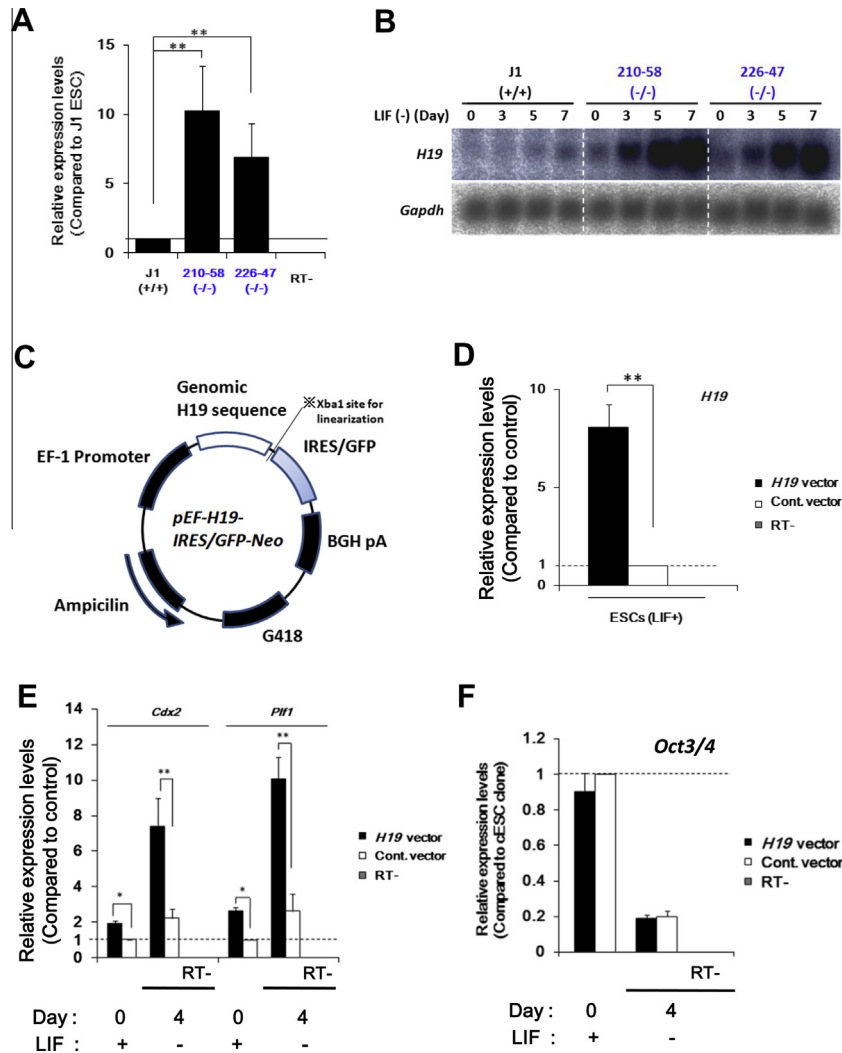 A
Relative expression levels
(Compared to J1 ESC)
15
10
5
0
**
**
J1
(+/+)
210-58
(-/-)
226-47
(-/-)
RT-
B
J1
(+/+)
210-58
(-/-)
226-47
(-/-)
LIF (-) (Day) 0 3 5 7 0 3 5 7 0 3 5 7
H19
Gapdh
C
Genomic
H19 sequence
※Xba1 site for
linearization
IRES/GFP
EF-1 Promoter
pEF-H19-
IRES/GFP-Neo
BGH pA
Ampicilin
G418
D
Relative expression levels
(Compared to control)
10
5
1
0
**
H19
H19 vector
Cont. vector
RT-
ESCs (LIF+)
E
Relative expression levels
(Compared to control)
14
12
10
8
6
4
2
1
0
Cdx2
Plf1
*
**
*
**
H19 vector
Cont. vector
RT-
RT- RT-
Day : 0 4 0 4
LIF : + - + -
F
Relative expression levels
(Compared to cESC clone)
1.2
1
0.8
0.6
0.4
0.2
0
Oct3/4
H19 vector
Cont. vector
RT-
RT-
Day : 0 4
LIF : + -